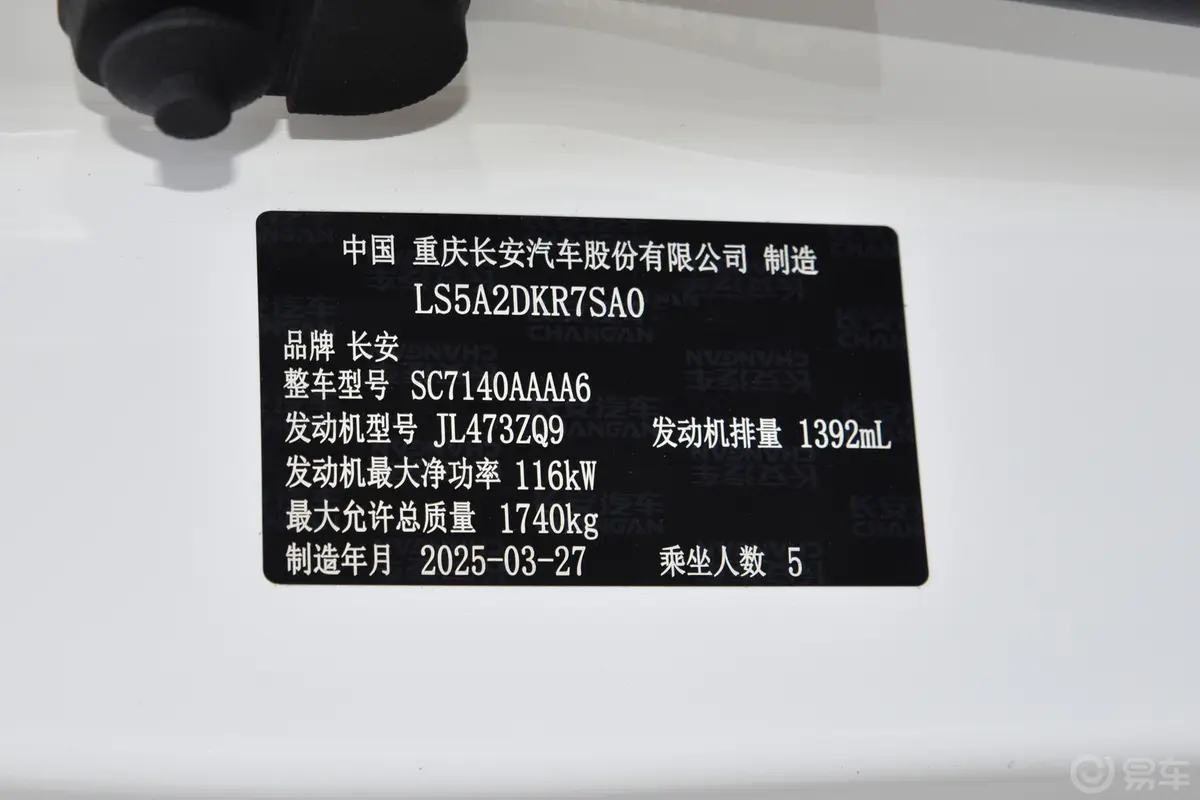 中国 重庆长安汽车股份有限公司 制造
LS5A2DKR7SA0
品牌 长安
整车型号 SC7140AAAA6
发动机型号 JL473ZQ9 发动机排量 1392mL
发动机最大净功率 116kW
最大允许总质量 1740kg
制造年月 2025-03-27 乘坐人数 5
易车